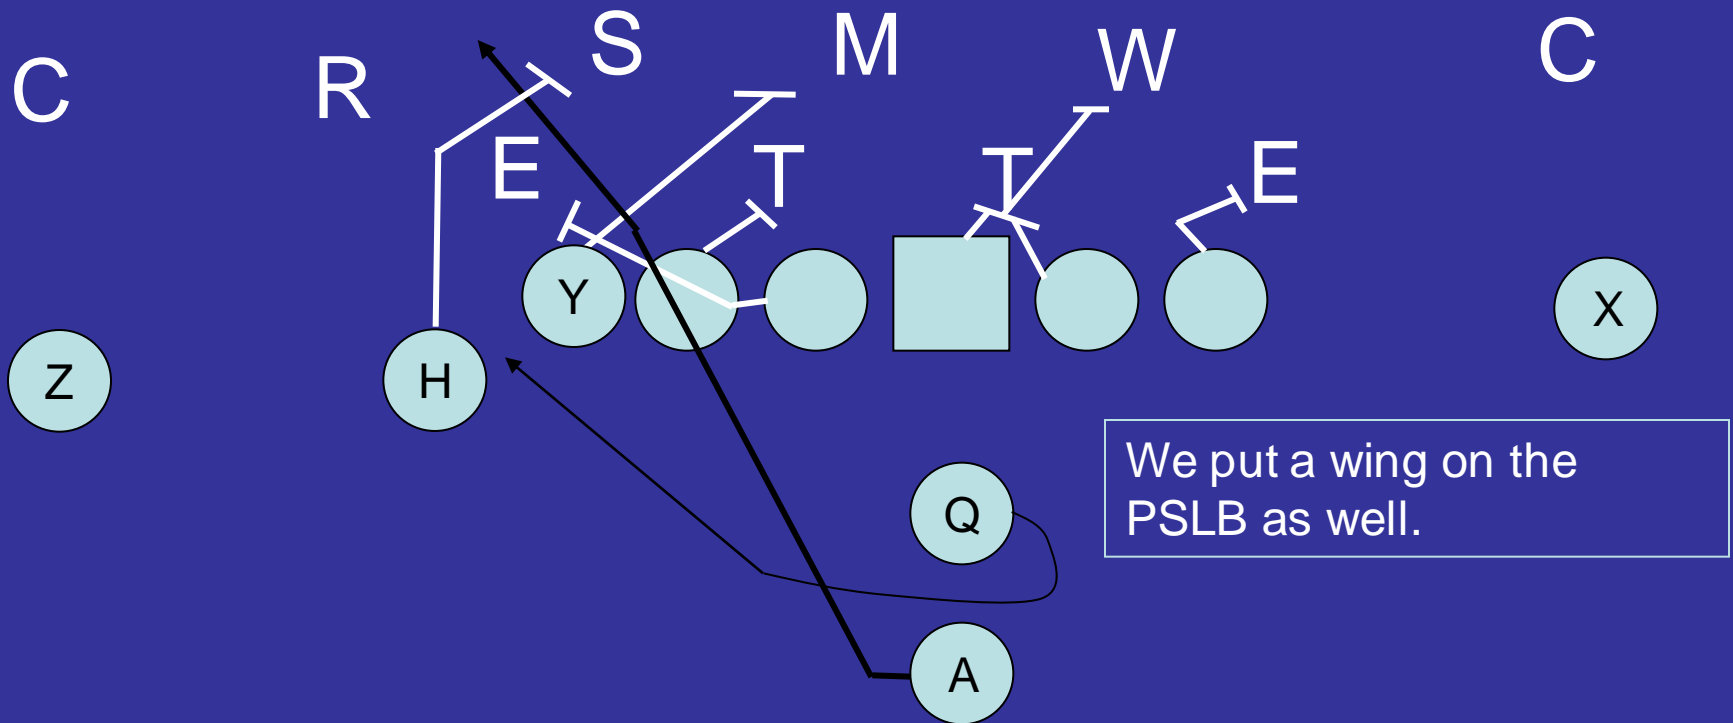 S M
C R W C
E T T E
Y X
Z H
Q
A
We put a wing on the
PSLB as well.